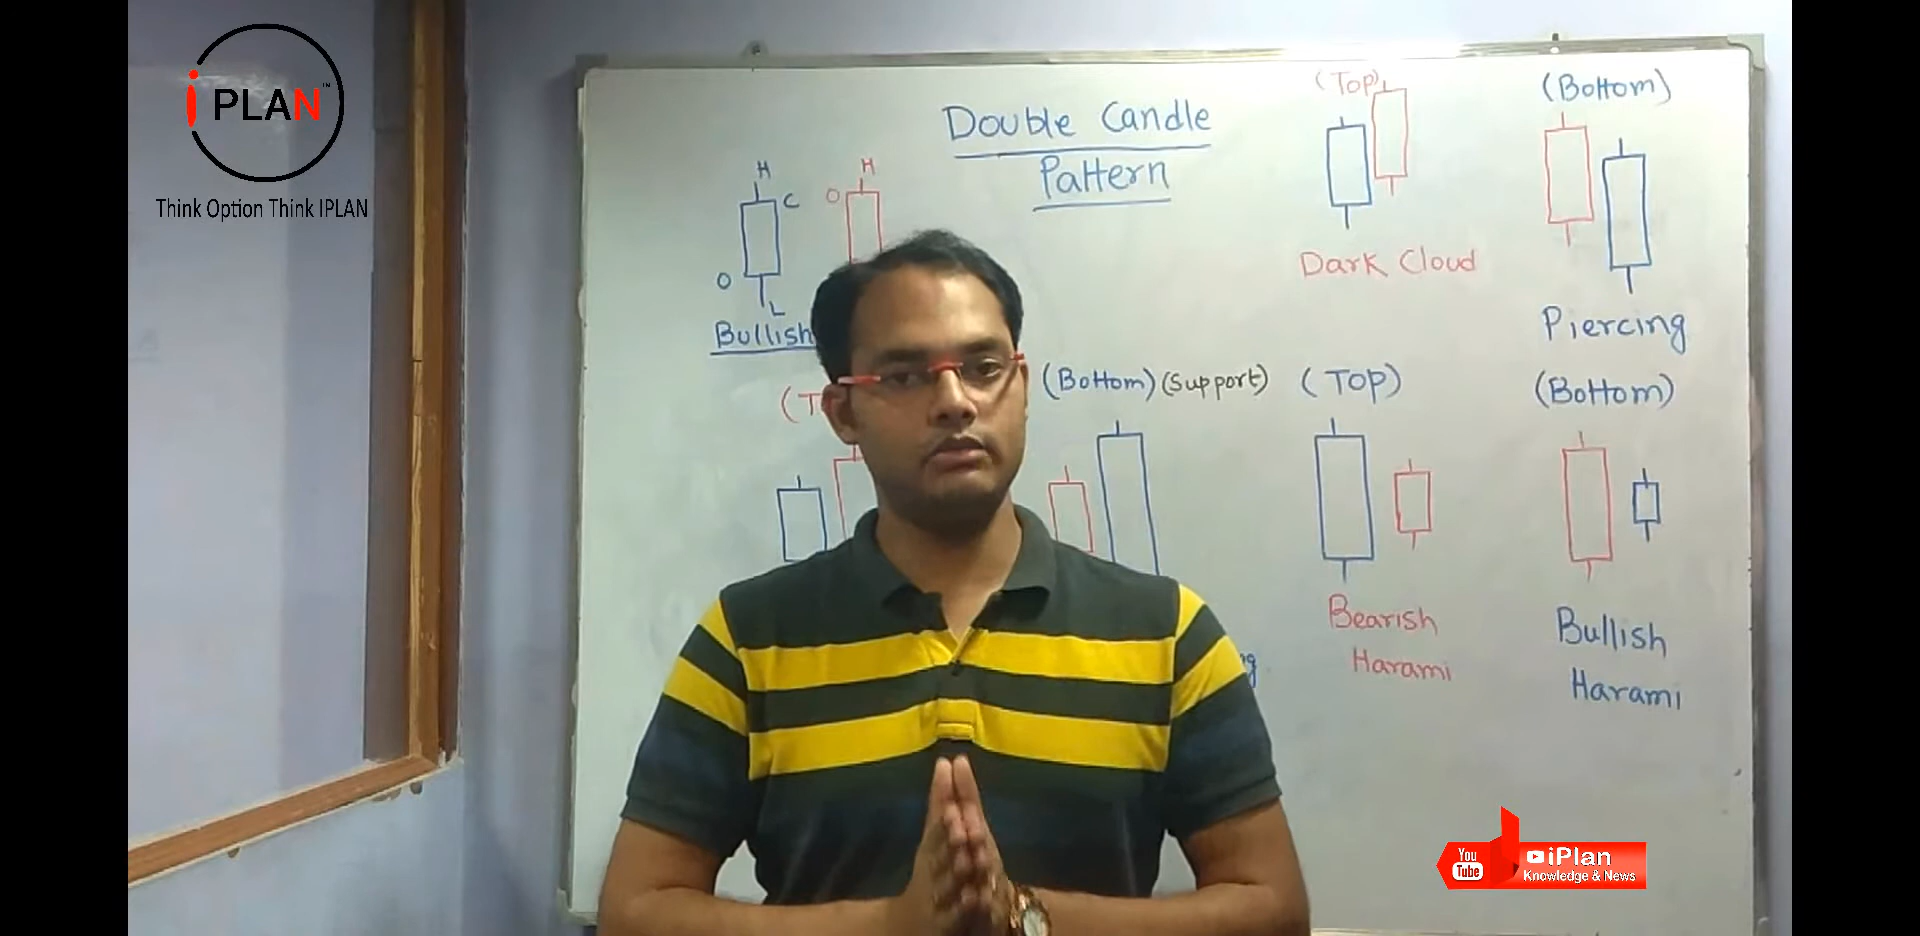 i PLAN™
Think Option Think IPLAN
Double Candle
Pattern
H
C
O
L
Bullish
H
O
(Top)
Dark Cloud
(Bottom)
Piercing
(Bottom) (Support)
(TOP)
Bearish
Harami
(Bottom)
Bullish
Harami
You
Tube
iPlan
Knowledge & News